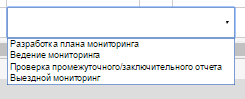 Разработка плана мониторинга
Ведение мониторинга
Проверка промежуточного/заключительного отчета
Выездной мониторинг